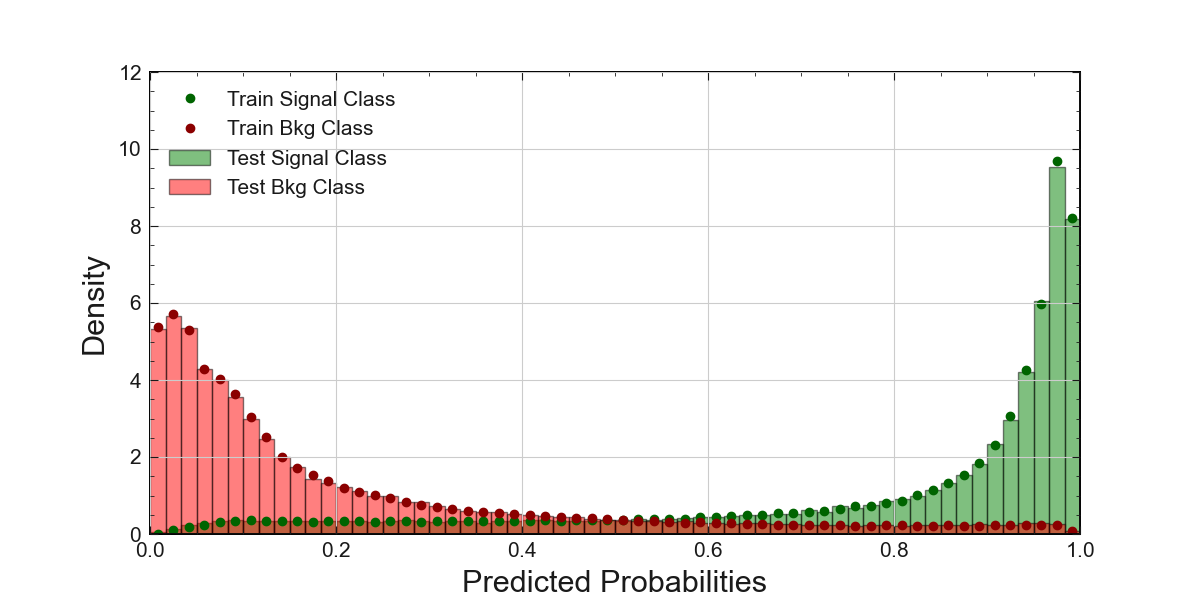 Train Signal Class
Train Bkg Class
Test Signal Class
Test Bkg Class
Density
12
10
8
6
4
2
0
0.0 0.2 0.4 0.6 0.8 1.0
Predicted Probabilities